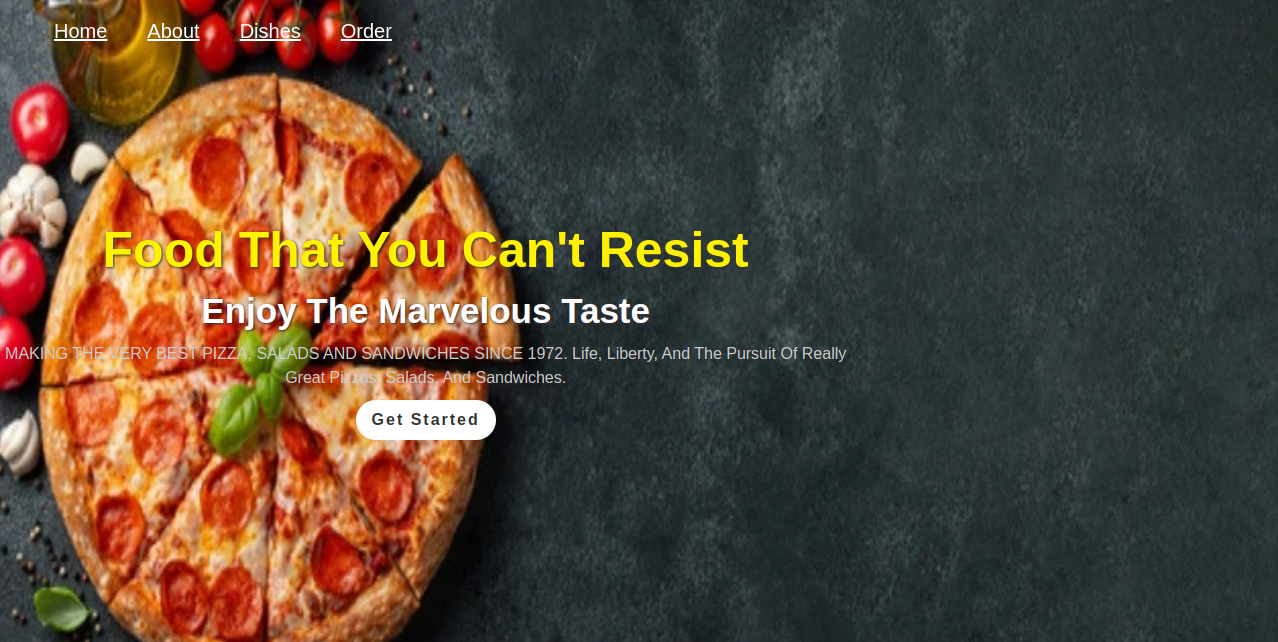 Home About Dishes Order
Food That You Can't Resist
Enjoy The Marvelous Taste
MAKING THE VERY BEST PIZZA, SALADS AND SANDWICHES SINCE 1972. Life, Liberty, And The Pursuit Of Really
Great Pizzas, Salads, And Sandwiches.
Get Started